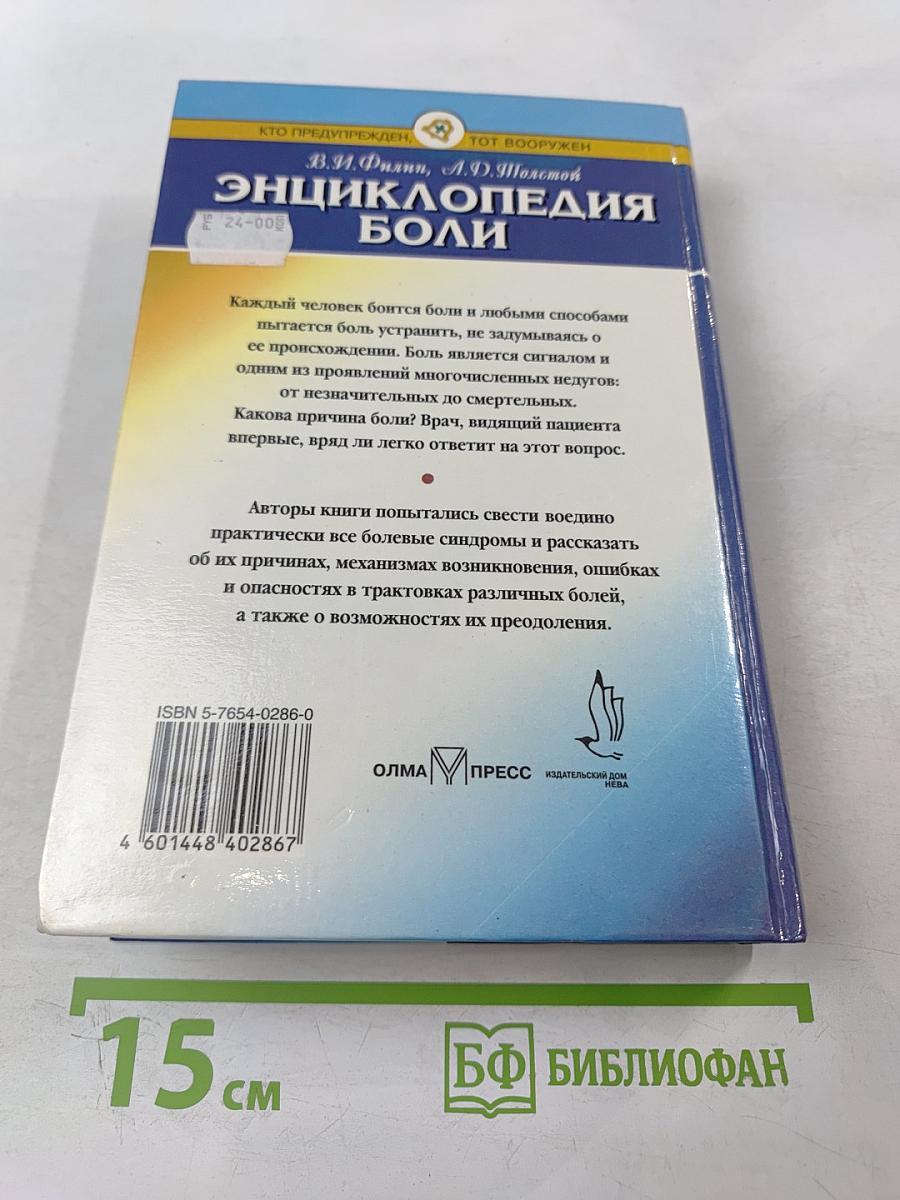 КТО ПРЕДУПРЕЖДЕН, ТОТ ВООРУЖЕН
В.И.Филин, А.Д.Толстой
ЭНЦИКЛОПЕДИЯ
БОЛИ
РУБ 24-00 КОП
Каждый человек боится боли и любыми способами
пытается боль устранить, не задумываясь о
ее происхождении. Боль является сигналом и
одним из проявлений многочисленных недугов:
от незначительных до смертельных.
Какова причина боли? Врач, видящий пациента
впервые, вряд ли легко ответит на этот вопрос.
Авторы книги попытались свести воедино
практически все болевые синдромы и рассказать
об их причинах, механизмах возникновения, ошибках
и опасностях в трактовках различных болей,
а также о возможностях их преодоления.
ISBN 5-7654-0286-0
4 601448 402867
ОЛМА ПРЕСС
ИЗДАТЕЛЬСКИЙ ДОМ
НЕВА
15 см
БФ БИБЛИОФАН